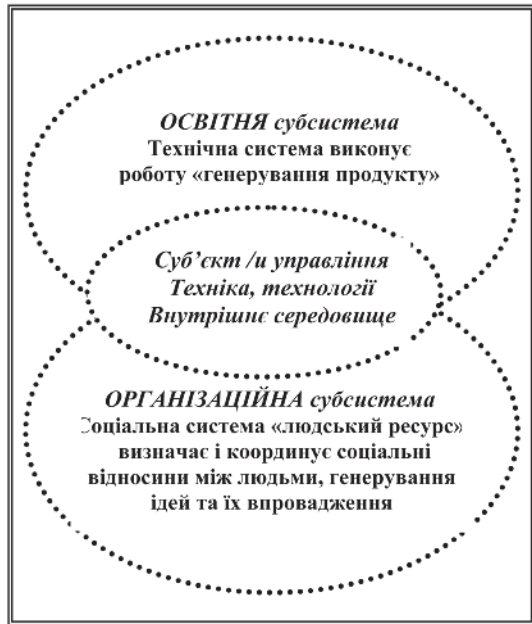 ОСВІТНЯ субсистема
Технічна система виконує
роботу «генерування продукту»
Суб’єкт /и управління
Техніка, технології
Внутрішнє середовище
ОРГАНІЗАЦІЙНА субсистема
Соціальна система «людський ресурс»
визначає і координує соціальні
відносини між людьми, генерування
ідей та їх впровадження